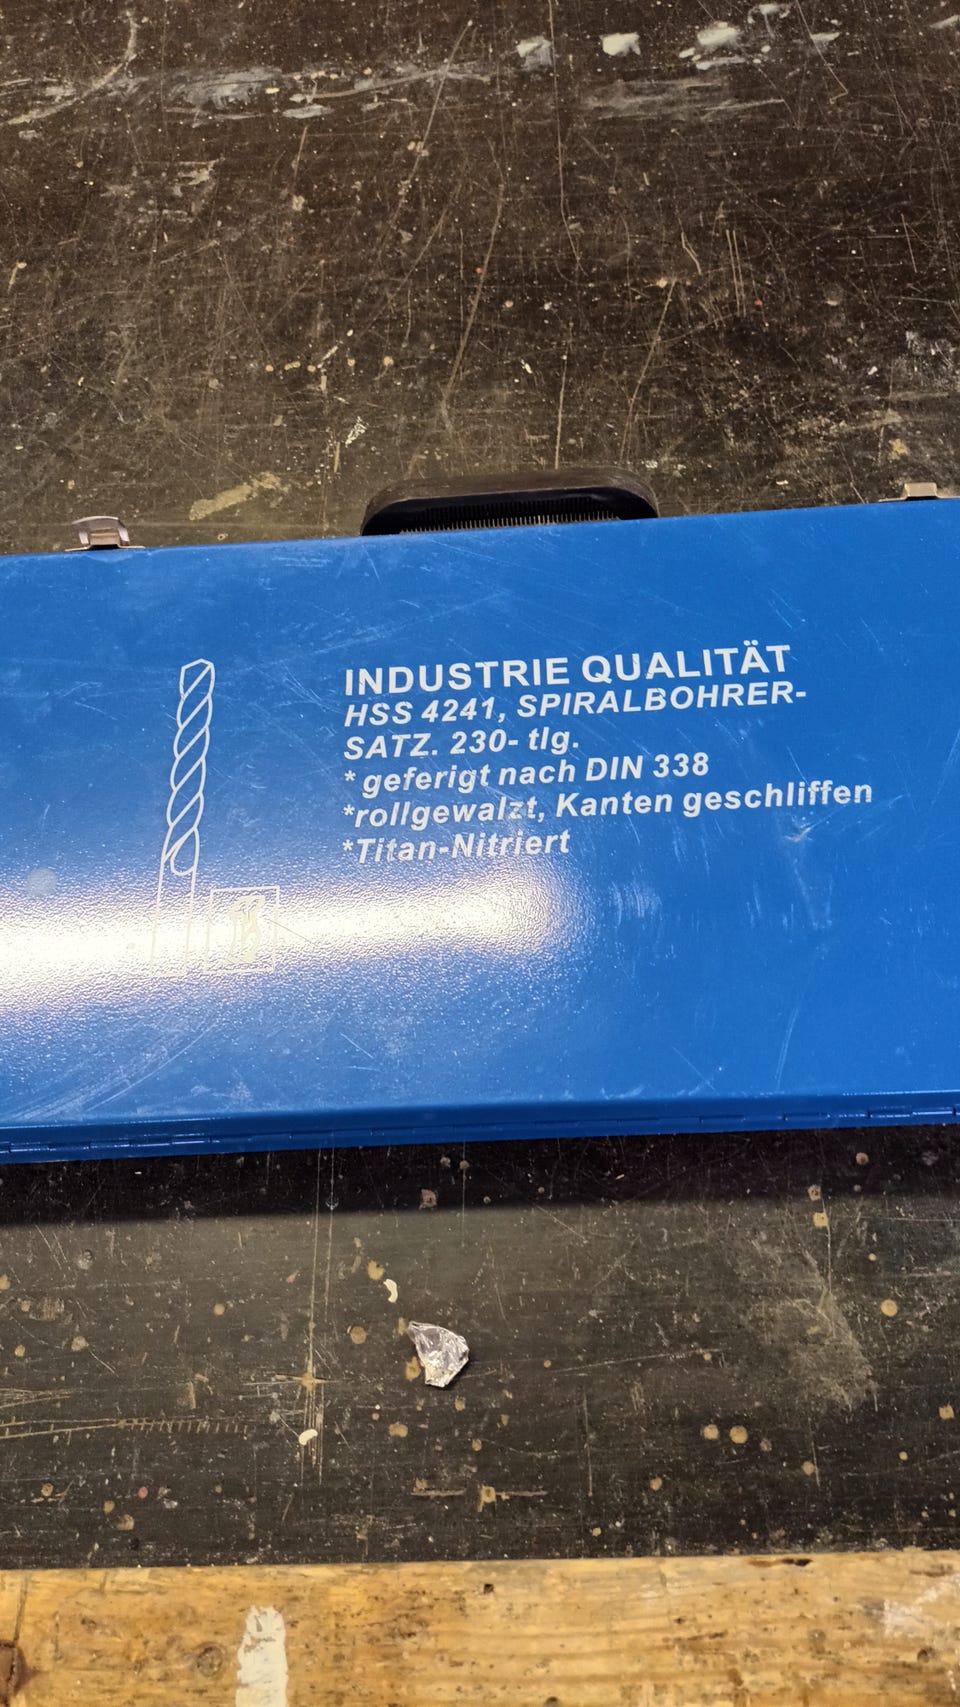 INDUSTRIE QUALITÄT
HSS 4241, SPIRALBOHRER-
SATZ. 230- tlg.
* geferigt nach DIN 338
*rollgewalzt, Kanten geschliffen
*Titan-Nitriert